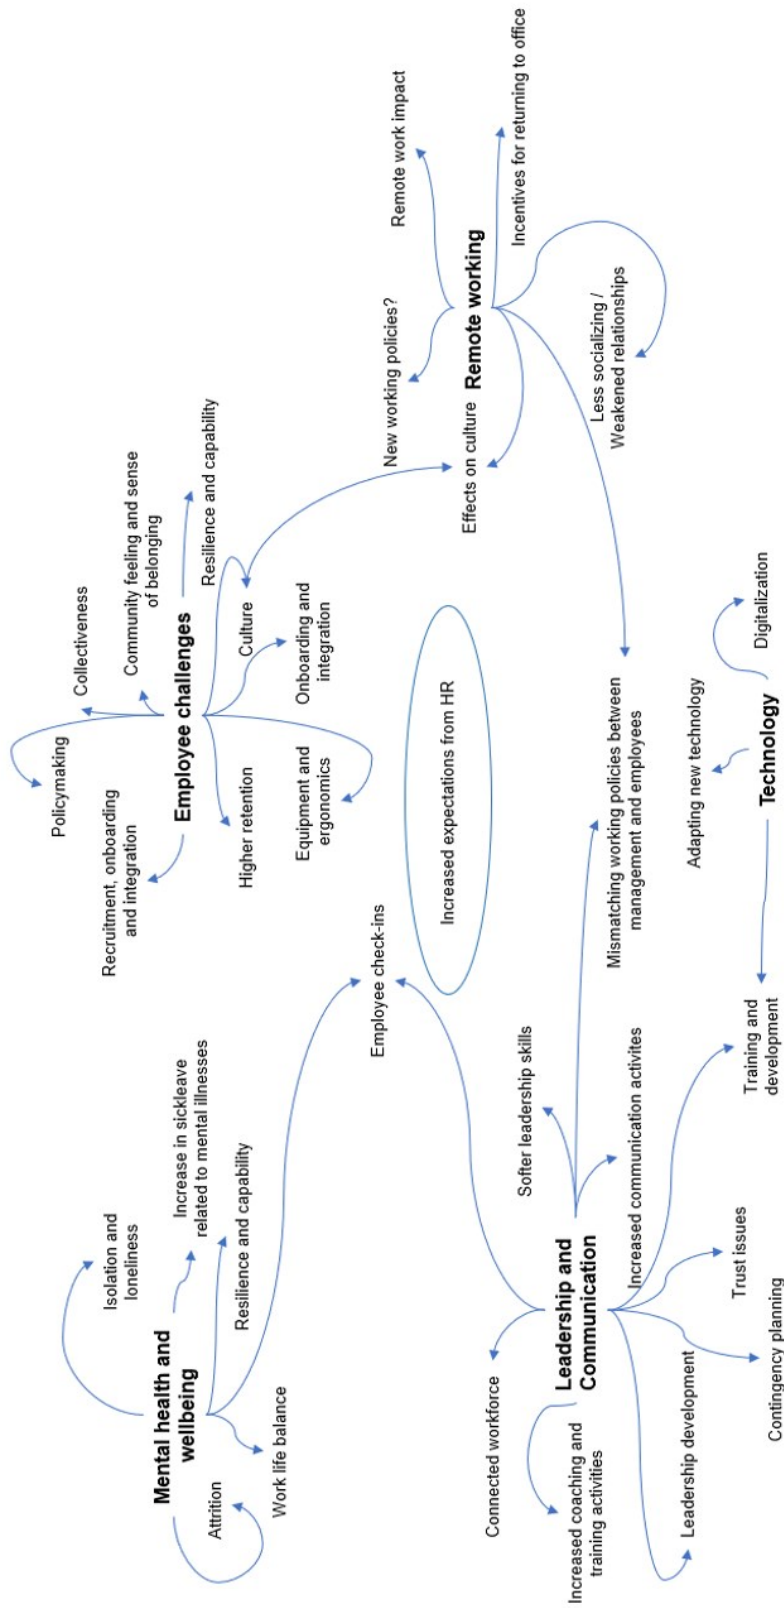 Mental health and
wellbeing
Isolation and
loneliness
Increase in sickleave
related to mental illnesses
Resilience and capability
Work life balance
Attrition
Employee check-ins
Employee challenges
Policymaking
Collectiveness
Community feeling and sense
of belonging
Resilience and capability
Recruitment, onboarding
and integration
Higher retention
Culture
Onboarding and
integration
Equipment and
ergonomics
Increased expectations from HR
Remote working
New working policies?
Remote work impact
Effects on culture
Incentives for returning to office
Less socializing /
Weakened relationships
Leadership and
Communication
Connected workforce
Softer leadership skills
Increased coaching and
training activities
Increased communication activites
Mismatching working policies between
management and employees
Leadership development
Trust issues
Contingency planning
Training and
development
Technology
Adapting new technology
Digitalization